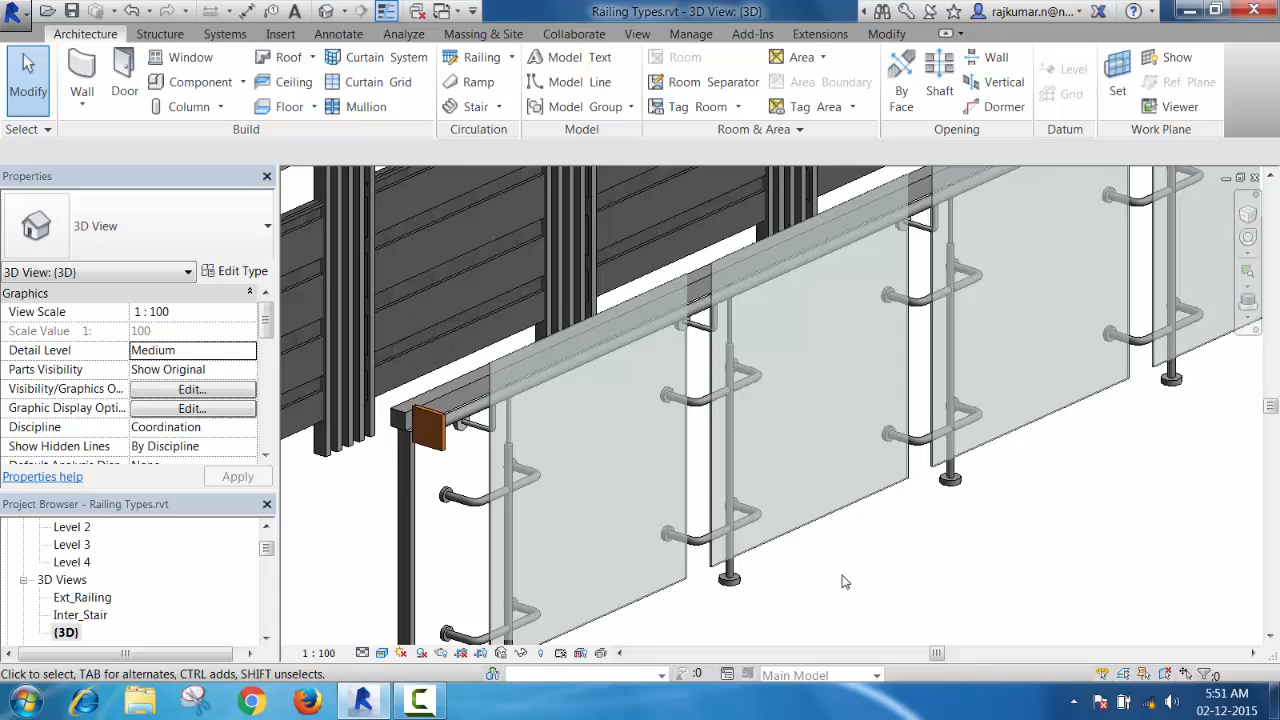 Railing Types.rvt - 3D View: {3D}
rajkumar.n@n...
Architecture Structure Insert Annotate Analyze Massing & Site Collaborate View Manage Add-Ins Extensions Modify
Modify Wall Door Window Component Column Roof Ceiling Floor Curtain System Curtain Grid Mullion
Railing Ramp Stair
Model Text Model Line Model Group
Room Room Separator Tag Room Area Area Boundary Tag Area
By Face Shaft Wall Vertical Dormer
Level Grid
Set Show Ref Plane Viewer
Select Build Circulation Model Room & Area Opening Datum Work Plane
Properties
3D View
3D View: {3D} Edit Type
Graphics
View Scale 1 : 100
Scale Value 1: 100
Detail Level Medium
Parts Visibility Show Original
Visibility/Graphics O... Edit...
Graphic Display Opti... Edit...
Discipline Coordination
Show Hidden Lines By Discipline
Properties help Apply
Project Browser - Railing Types.rvt
Level 2
Level 3
Level 4
3D Views
Ext_Railing
Inter_Stair
{3D}
1 : 100
Click to select, TAB for alternates, CTRL adds, SHIFT unselects.
:0
Main Model
:0
5:51 AM
02-12-2015